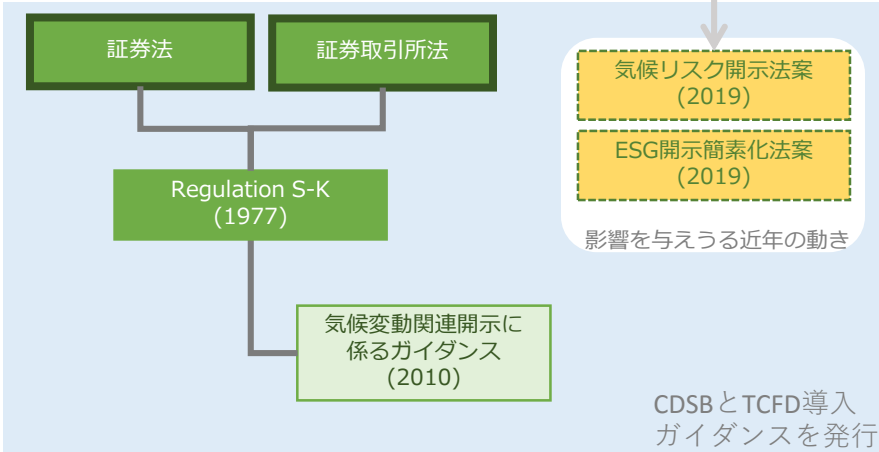 証券法
証券取引所法
気候リスク開示法案
(2019)
ESG開示簡素化法案
(2019)
影響を与えうる近年の動き
Regulation S-K
(1977)
気候変動関連開示に
係るガイダンス
(2010)
CDSBとTCFD導入
ガイダンスを発行